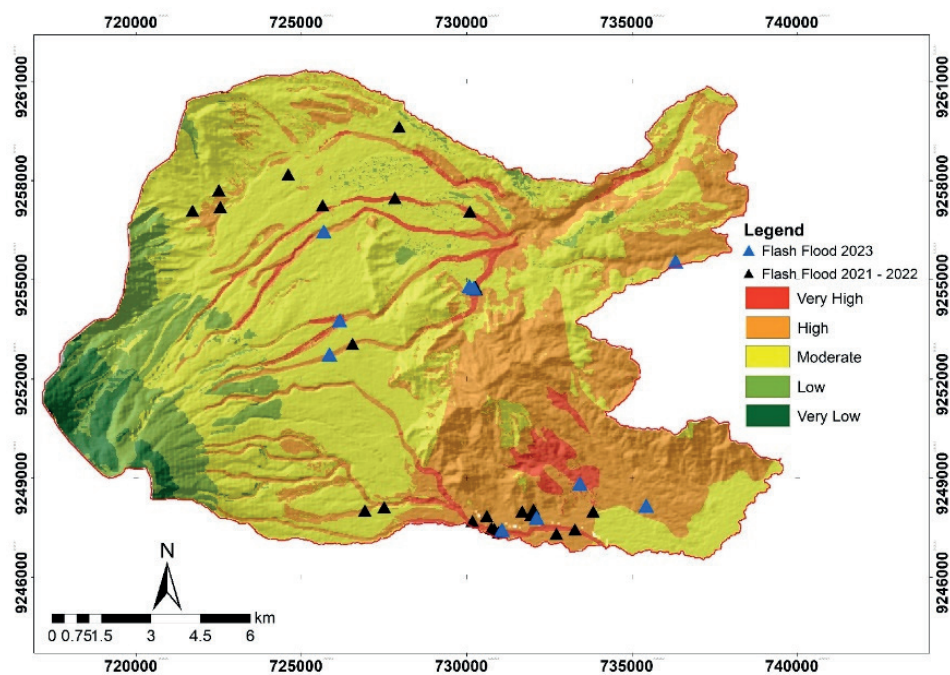 720000 725000 730000 735000 740000
9261000 9261000
9258000 9258000
Legend
Flash Flood 2023
Flash Flood 2021 - 2022
Very High
High
Moderate
Low
Very Low
9255000 9255000
9252000 9252000
9249000 9249000
9246000 9246000
N
km
0 0.75 1.5 3 4.5 6
720000 725000 730000 735000 740000